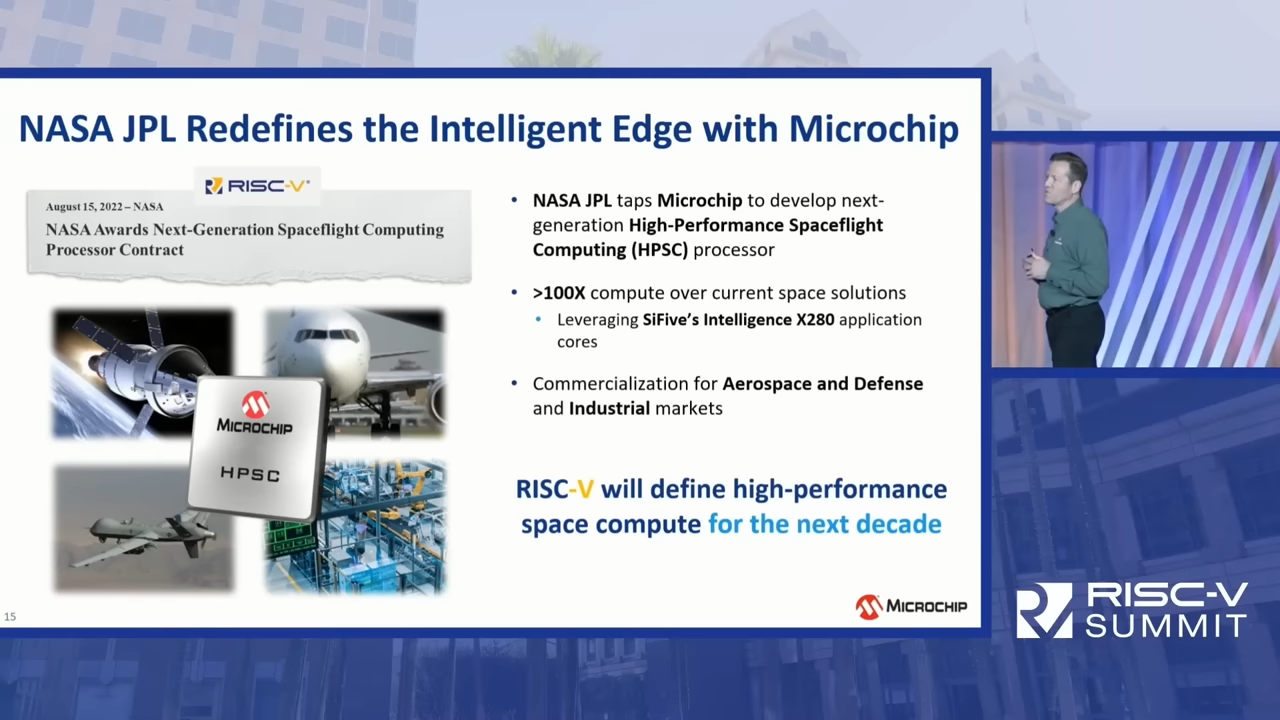 NASA JPL Redefines the Intelligent Edge with Microchip
RISC-V®
August 15, 2022 – NASA
NASA Awards Next-Generation Spaceflight Computing
Processor Contract
MICROCHIP
HPSC
• NASA JPL taps Microchip to develop next-
generation High-Performance Spaceflight
Computing (HPSC) processor
• >100X compute over current space solutions
• Leveraging SiFive's Intelligence X280 application
cores
• Commercialization for Aerospace and Defense
and Industrial markets
RISC-V will define high-performance
space compute for the next decade
15
MICROCHIP
RISC-V
SUMMIT